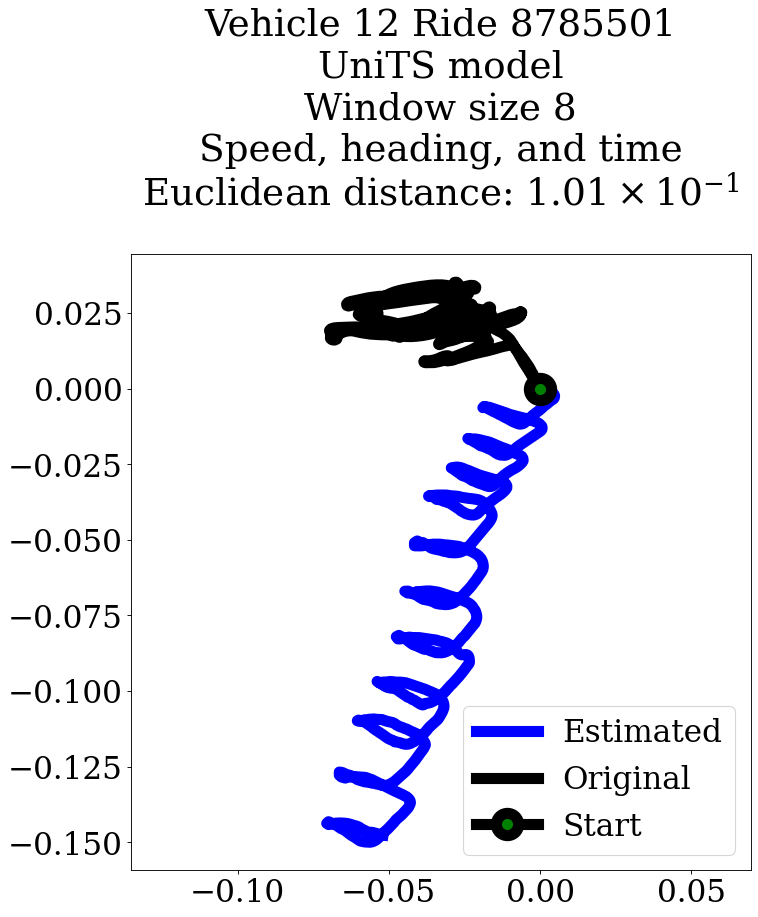 Vehicle 12 Ride 8785501
UniTS model
Window size 8
Speed, heading, and time
Euclidean distance: 1.01 × 10⁻¹
0.025
0.000
−0.025
−0.050
−0.075
−0.100
−0.125
−0.150
Estimated
Original
Start
−0.10
−0.05
0.00
0.05